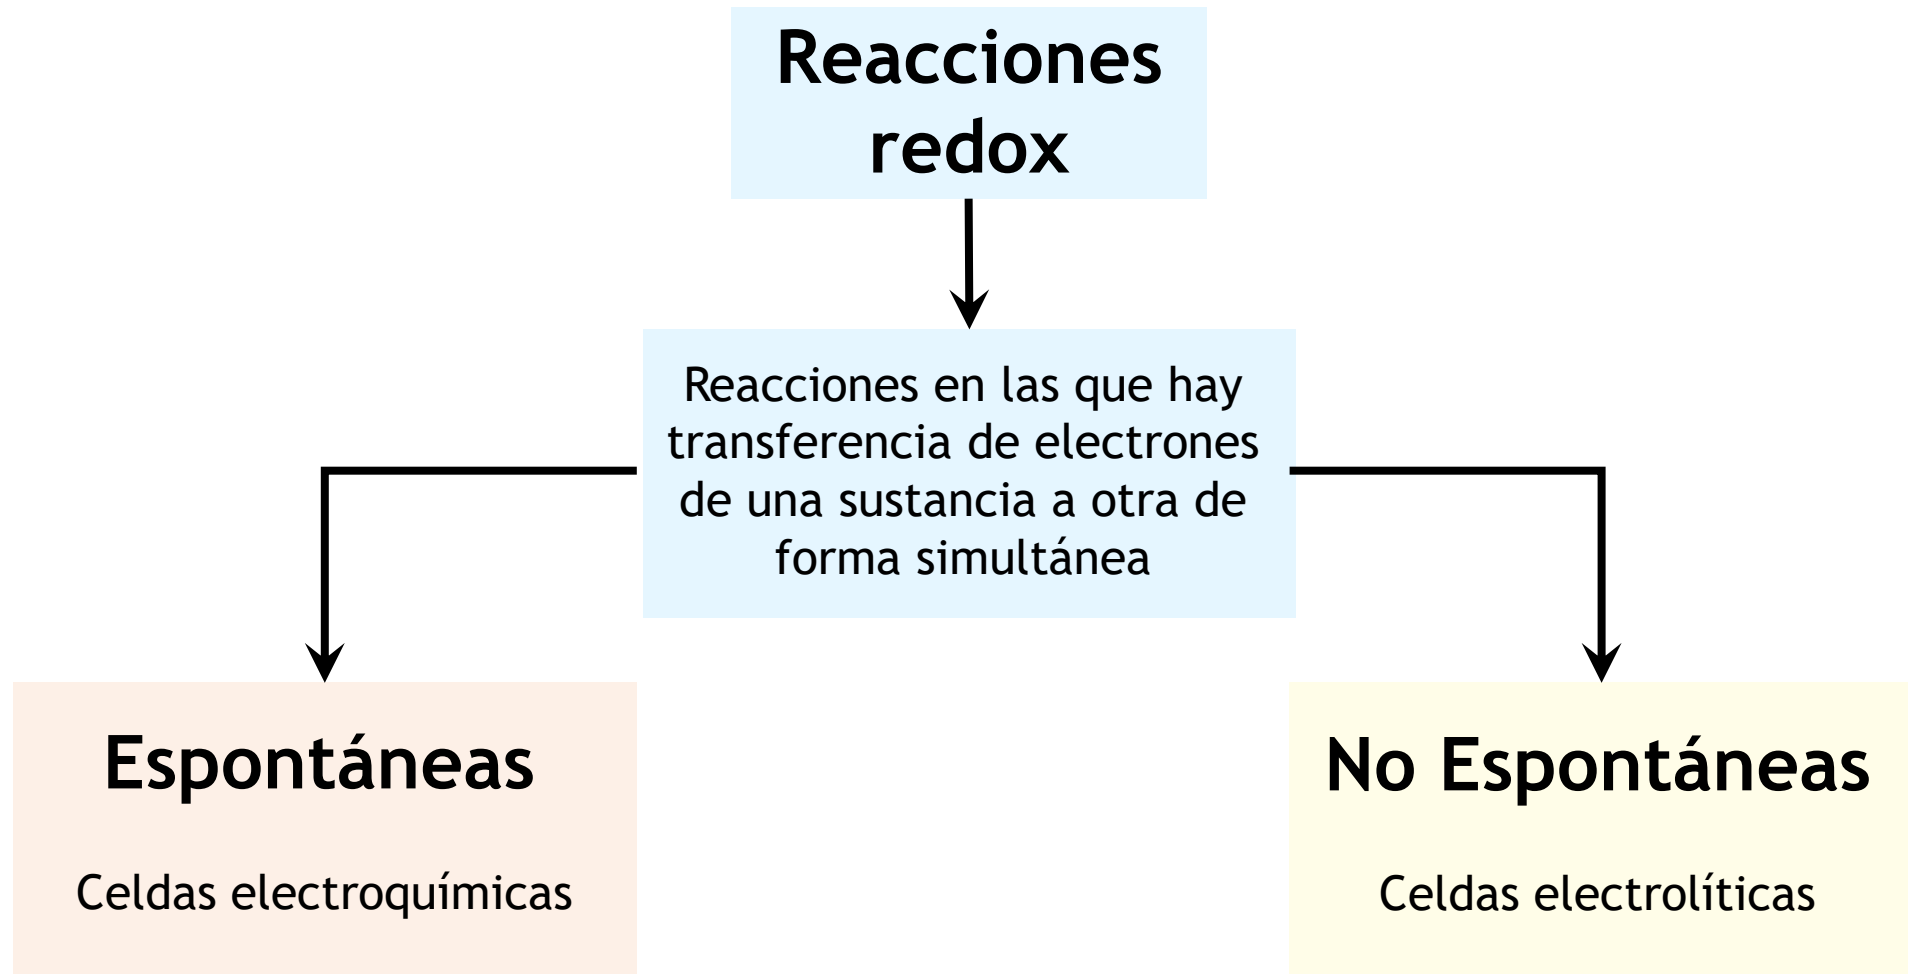 Reacciones
redox
Reacciones en las que hay
transferencia de electrones
de una sustancia a otra de
forma simultánea
Espontáneas
Celdas electroquímicas
No Espontáneas
Celdas electrolíticas